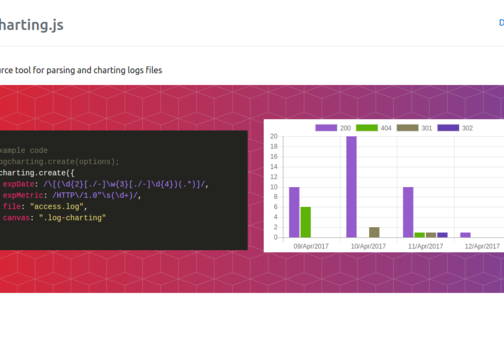 harting.js
D
urce tool for parsing and charting logs files
xample code
ogcharting.create(options);
charting.create({
expDate: /\[(\d{2}[./-]\w{3}[./-]\d{4})(.*)]/,
expMetric: /HTTP\/1.0"\s(\d+)/,
file: "access.log",
canvas: ".log-charting"
200 404 301 302
20
18
16
14
12
10
8
6
4
2
0
09/Apr/2017 10/Apr/2017 11/Apr/2017 12/Apr/2017